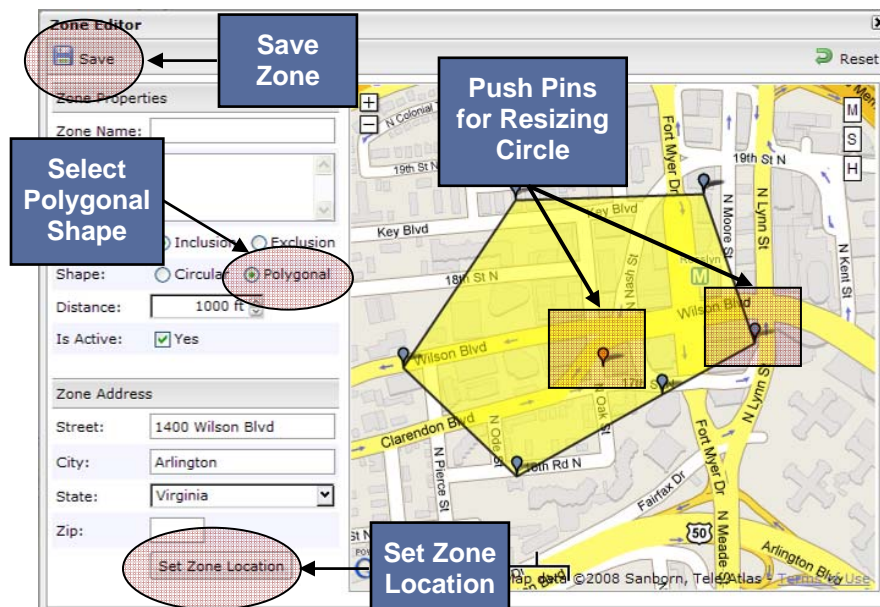 Zone Editor
Save
Reset
Save
Zone
Zone Properties
Zone Name:
Select
Polygonal
Shape
Inclusion
Exclusion
Shape:
Circular
Polygonal
Distance:
1000 ft
Is Active:
Yes
Zone Address
Street:
1400 Wilson Blvd
City:
Arlington
State:
Virginia
Zip:
Set Zone Location
Set Zone
Location
Push Pins
for Resizing
Circle
+
−
M
S
H
N Colonial
Fort Myer Dr
19th St N
19th St N
N Moore St
N Lynn St
N Kent St
Key Blvd
Key Blvd
18th St N
N Nash St
Rosslyn
M
Wilson Blvd
Wilson Blvd
17th St N
N Oak St
Clarendon Blvd
N Ode St
N Pierce St
16th Rd N
N Lynn St
Fort Myer Dr
Fairfax Dr
N Meade St
50
Arlington Blvd
Map data ©2008 Sanborn, Tele Atlas - Terms of Use